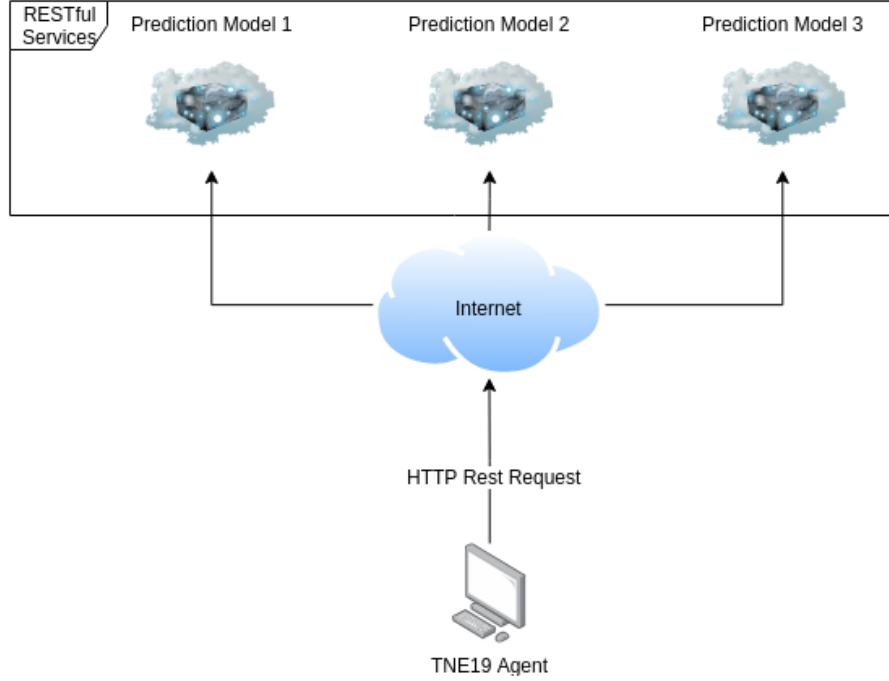 RESTful
Services
Prediction Model 1
Prediction Model 2
Prediction Model 3
Internet
HTTP Rest Request
TNE19 Agent